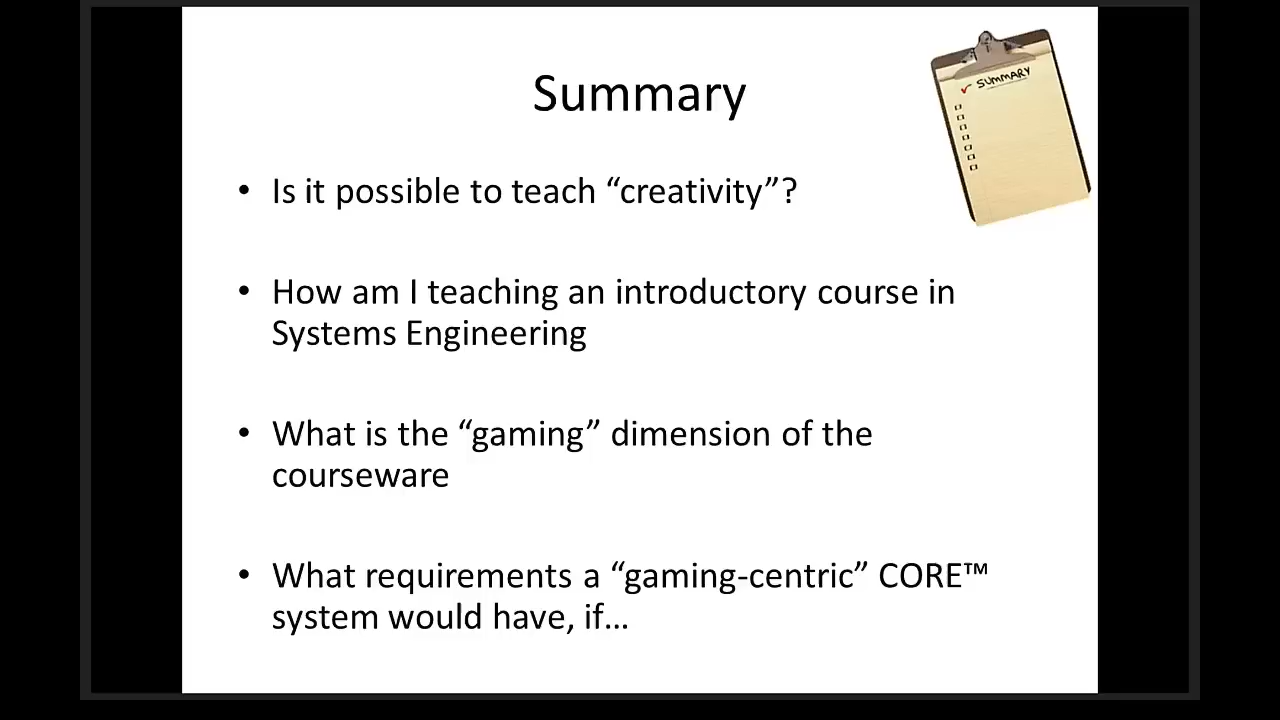 Summary
SUMMARY
• Is it possible to teach “creativity”?
• How am I teaching an introductory course in
Systems Engineering
• What is the “gaming” dimension of the
courseware
• What requirements a “gaming-centric” CORE™
system would have, if…